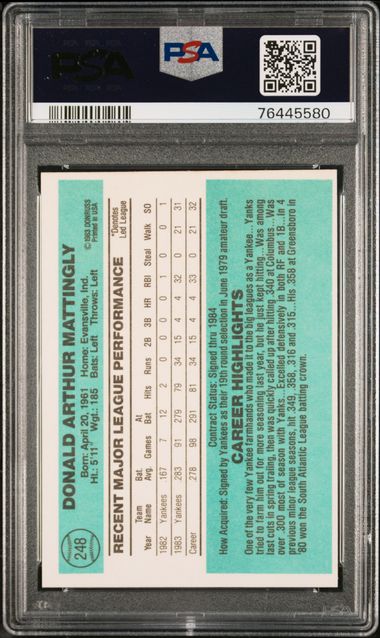 PSA
PSA
76445580
248
DONALD ARTHUR MATTINGLY
© 1983 DONRUSS
Printed in USA
Born: April 20, 1961 Home: Evansville, Ind.
Ht.: 5'11" Wgt.: 185 Bats: Left Throws: Left
RECENT MAJOR LEAGUE PERFORMANCE
*Denotes
Led League
Year Team Name Bat. Avg. Games At Bat Hits Runs 2B 3B HR RBI Steal Walk SO
1982 Yankees .167 7 12 2 0 0 0 0 1 0 0 1
1983 Yankees .283 91 279 79 34 15 4 4 32 0 21 31
Career .278 98 291 81 34 15 4 4 33 0 21 32
Contract Status: Signed thru 1984
How Acquired: Signed by Yankees as their 19th round selection in June 1979 amateur draft.
CAREER HIGHLIGHTS
One of the very few Yankee farmhands who made it to the big leagues as a Yankee...Yanks
tried to farm him out for more seasoning last year, but he just kept hitting...Was among
last cuts in spring training, then was quickly called up after hitting .340 at Columbus...Was
over .300 most of season with Yanks...Excelled defensively in both RF and 1B...in 4
previous minor league seasons, hit .349, .358, .316 and .315...His .358 at Greensboro in
'80 won the South Atlantic League batting crown.